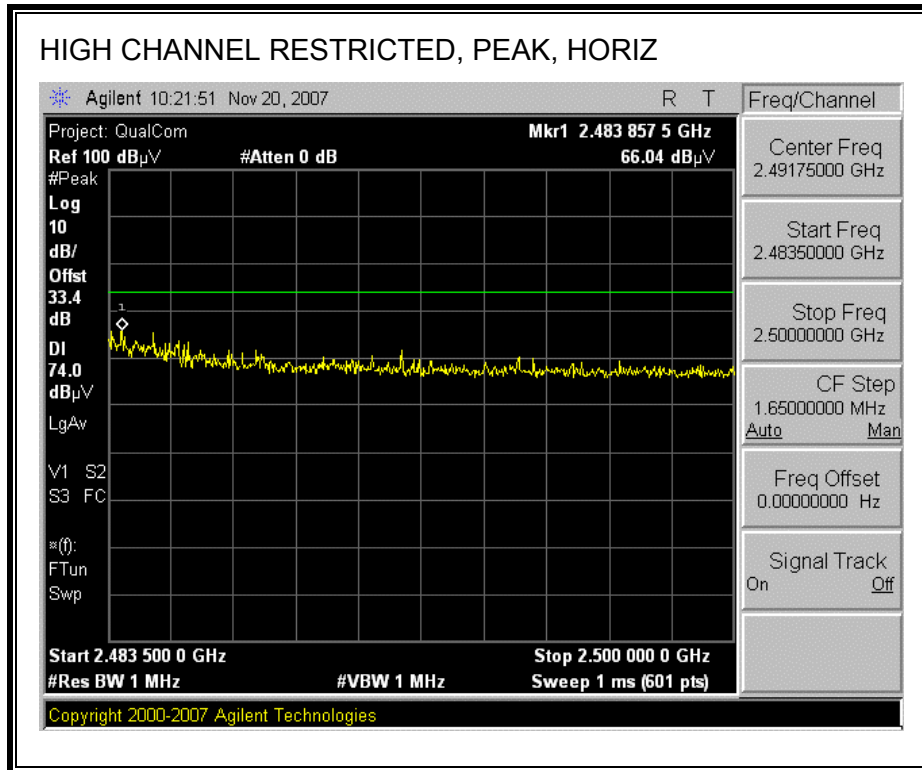 HIGH CHANNEL RESTRICTED, PEAK, HORIZ
Agilent 10:21:51 Nov 20, 2007 R T
Project: QualCom Mkr1 2.483 857 5 GHz
Ref 100 dBµV #Atten 0 dB 66.04 dBµV
#Peak
Log
10
dB/
Offst
33.4
dB
DI
74.0
dBµV
LgAv
V1 S2
S3 FC
¤(f):
FTun
Swp
1
Start 2.483 500 0 GHz Stop 2.500 000 0 GHz
#Res BW 1 MHz #VBW 1 MHz Sweep 1 ms (601 pts)
Copyright 2000-2007 Agilent Technologies
Freq/Channel
Center Freq
2.49175000 GHz
Start Freq
2.48350000 GHz
Stop Freq
2.50000000 GHz
CF Step
1.65000000 MHz
Auto Man
Freq Offset
0.00000000 Hz
Signal Track
On Off